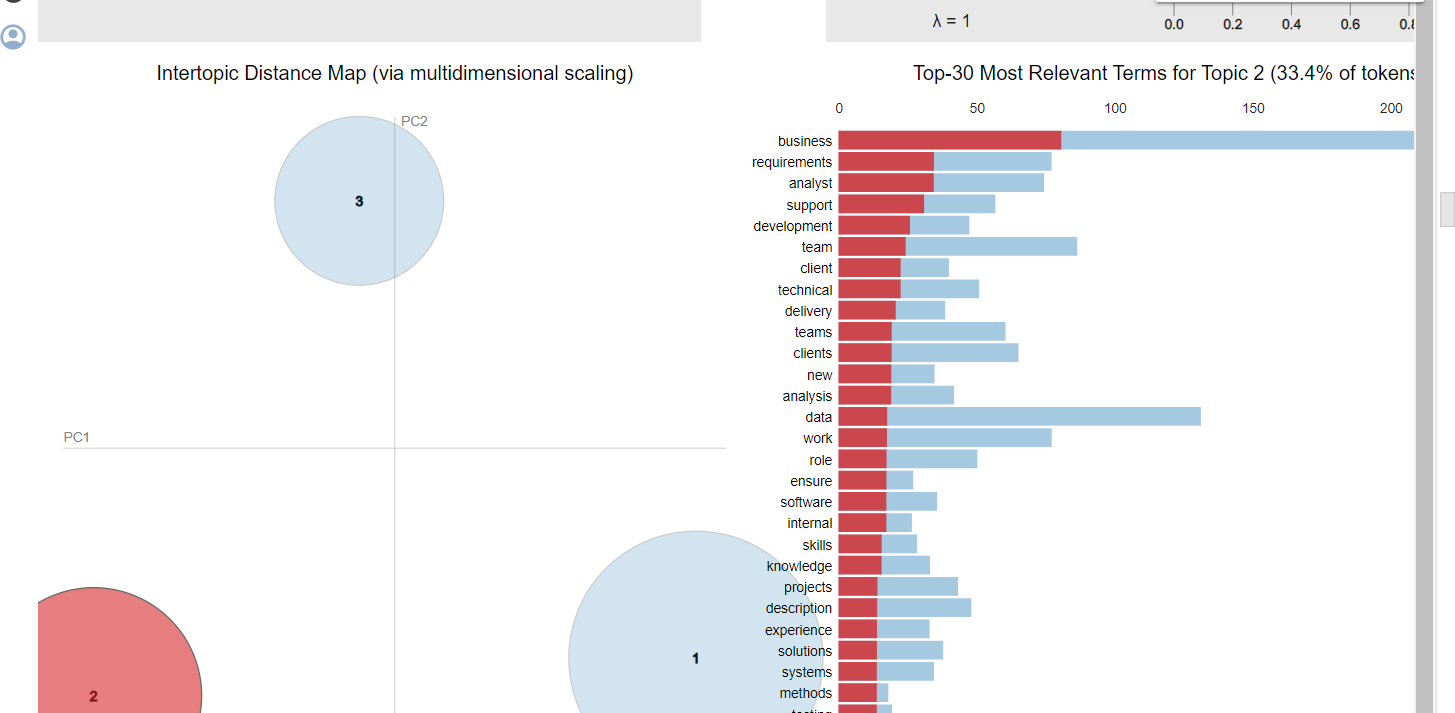 λ = 1
0.0 0.2 0.4 0.6
Intertopic Distance Map (via multidimensional scaling)
PC2
3
PC1
1
2
Top-30 Most Relevant Terms for Topic 2 (33.4% of tokens
0 50 100 150 200
business
requirements
analyst
support
development
team
client
technical
delivery
teams
clients
new
analysis
data
work
role
ensure
software
internal
skills
knowledge
projects
description
experience
solutions
systems
methods